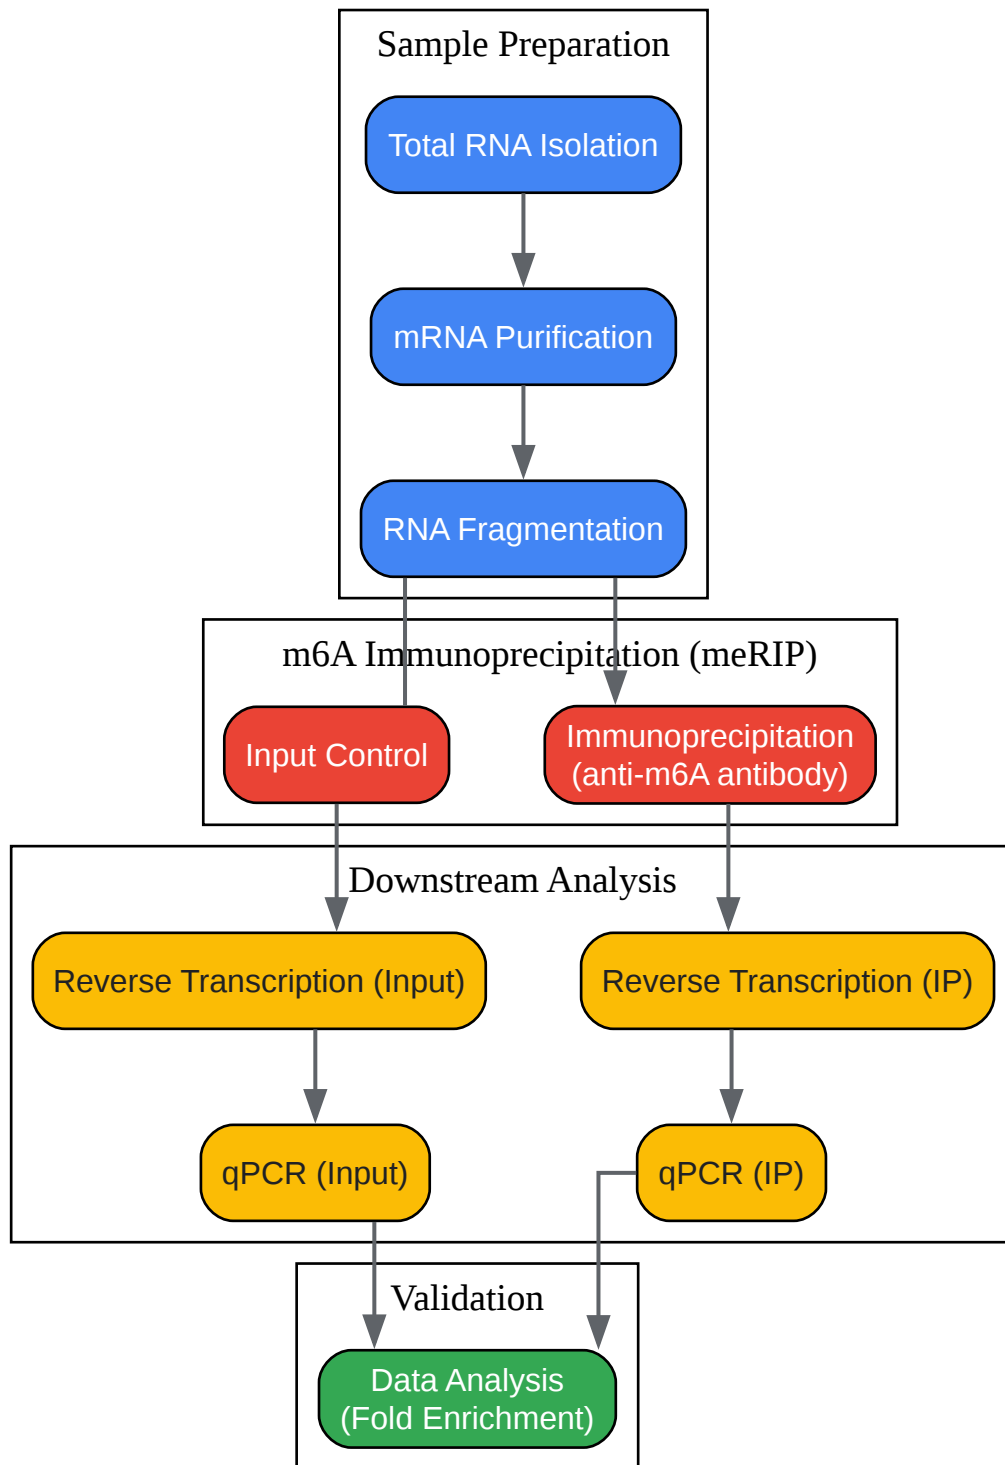 Sample Preparation
Total RNA Isolation
mRNA Purification
RNA Fragmentation
m6A Immunoprecipitation (meRIP)
Input Control
Immunoprecipitation
(anti-m6A antibody)
Downstream Analysis
Reverse Transcription (Input)
Reverse Transcription (IP)
qPCR (Input)
qPCR (IP)
Validation
Data Analysis
(Fold Enrichment)